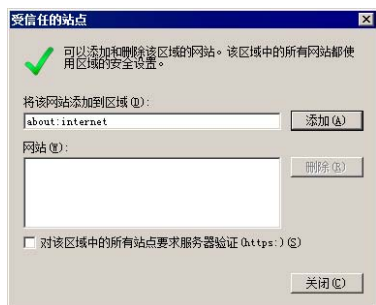 受信任的站点
可以添加和删除该区域的网站。该区域中的所有网站都使
用区域的安全设置。
将该网站添加到区域(D):
about:internet
添加(A)
网站(W):
删除(R)
对该区域中的所有站点要求服务器验证(https:)(S)
关闭(C)